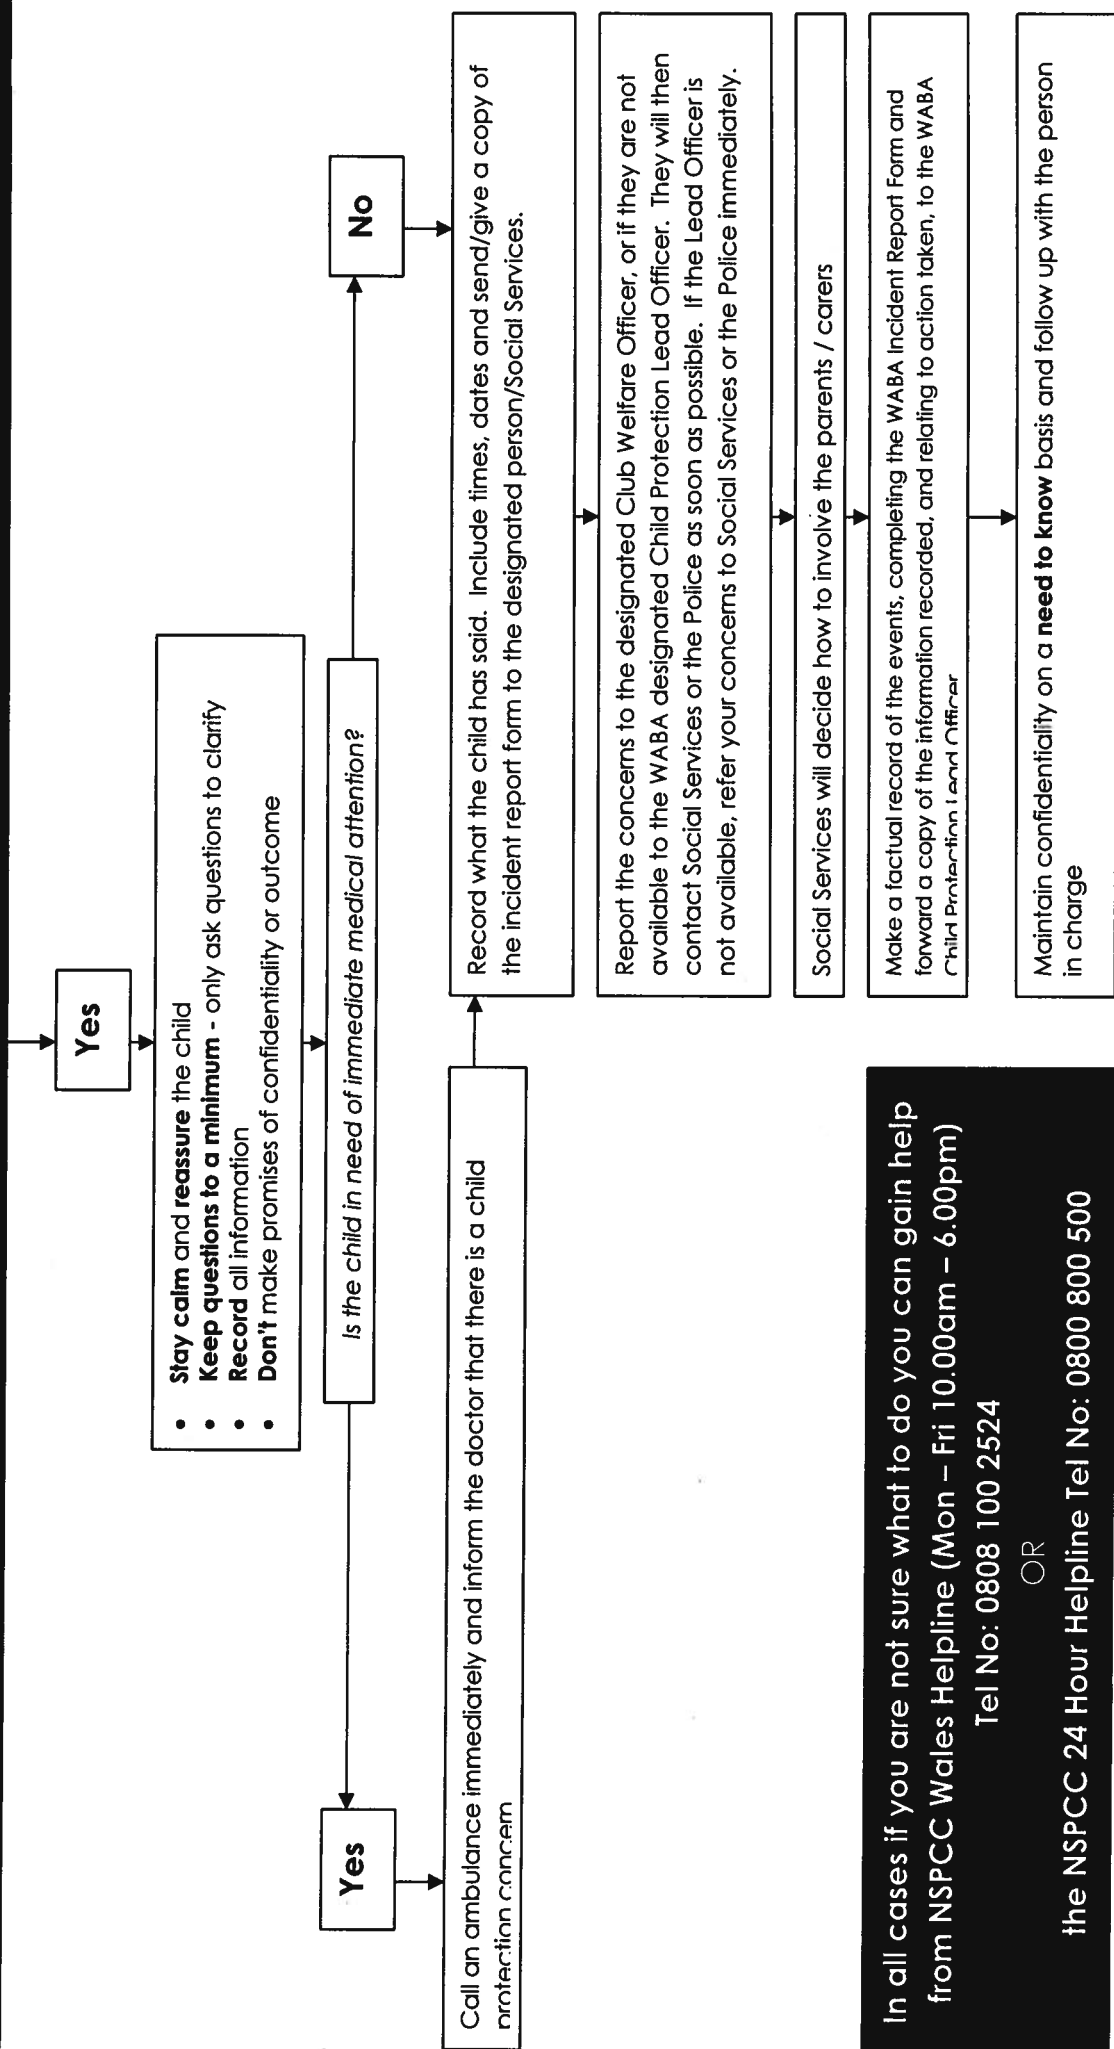 Yes
• Stay calm and reassure the child
• Keep questions to a minimum - only ask questions to clarify
• Record all information
• Don't make promises of confidentiality or outcome
Is the child in need of immediate medical attention?
Yes
No
Call an ambulance immediately and inform the doctor that there is a child
protection concern
Record what the child has said. Include times, dates and send/give a copy of
the incident report form to the designated person/Social Services.
Report the concerns to the designated Club Welfare Officer, or if they are not
available to the WABA designated Child Protection Lead Officer. They will then
contact Social Services or the Police as soon as possible. If the Lead Officer is
not available, refer your concerns to Social Services or the Police immediately.
Social Services will decide how to involve the parents / carers
Make a factual record of the events, completing the WABA Incident Report Form and
forward a copy of the information recorded, and relating to action taken, to the WABA
Child Protection Lead Officer
Maintain confidentiality on a need to know basis and follow up with the person
in charge
In all cases if you are not sure what to do you can gain help
from NSPCC Wales Helpline (Mon – Fri 10.00am – 6.00pm)
Tel No: 0808 100 2524
OR
the NSPCC 24 Hour Helpline Tel No: 0800 800 500